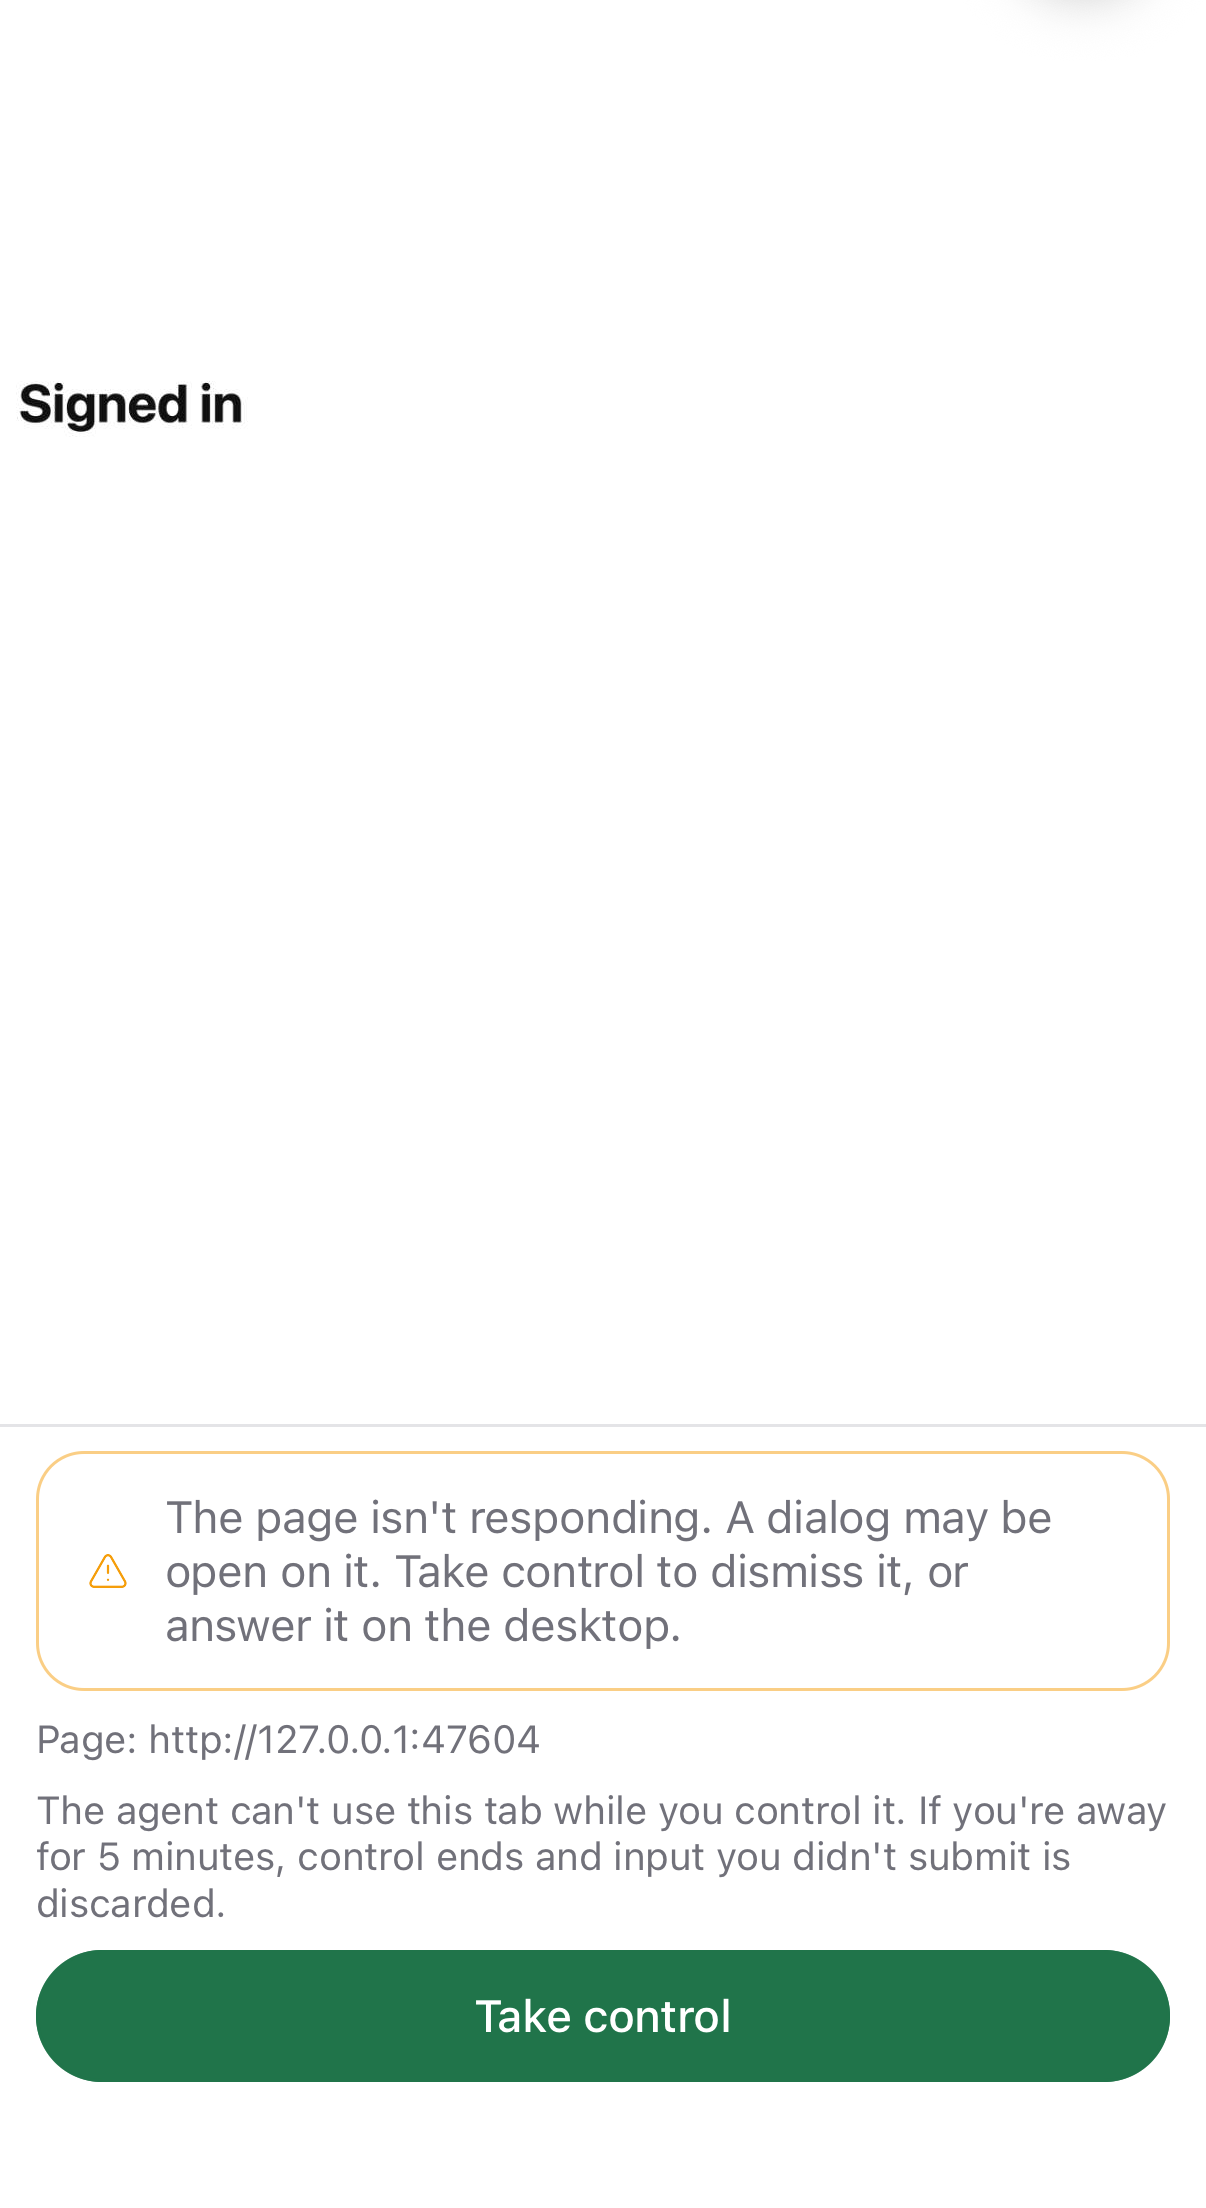 Signed in
The page isn't responding. A dialog may be
open on it. Take control to dismiss it, or
answer it on the desktop.
Page: http://127.0.0.1:47604
The agent can't use this tab while you control it. If you're away
for 5 minutes, control ends and input you didn't submit is
discarded.
Take control